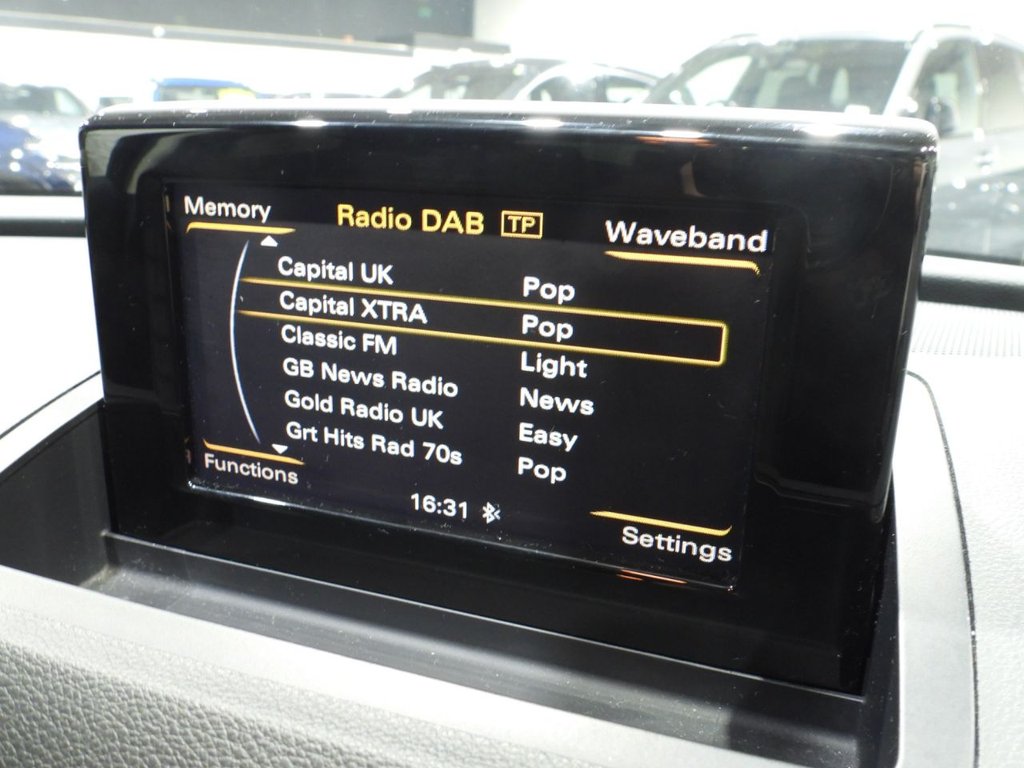 Memory Radio DAB TP Waveband
Capital UK Pop
Capital XTRA Pop
Classic FM Light
GB News Radio News
Gold Radio UK Easy
Grt Hits Rad 70s Pop
Functions 16:31 Settings